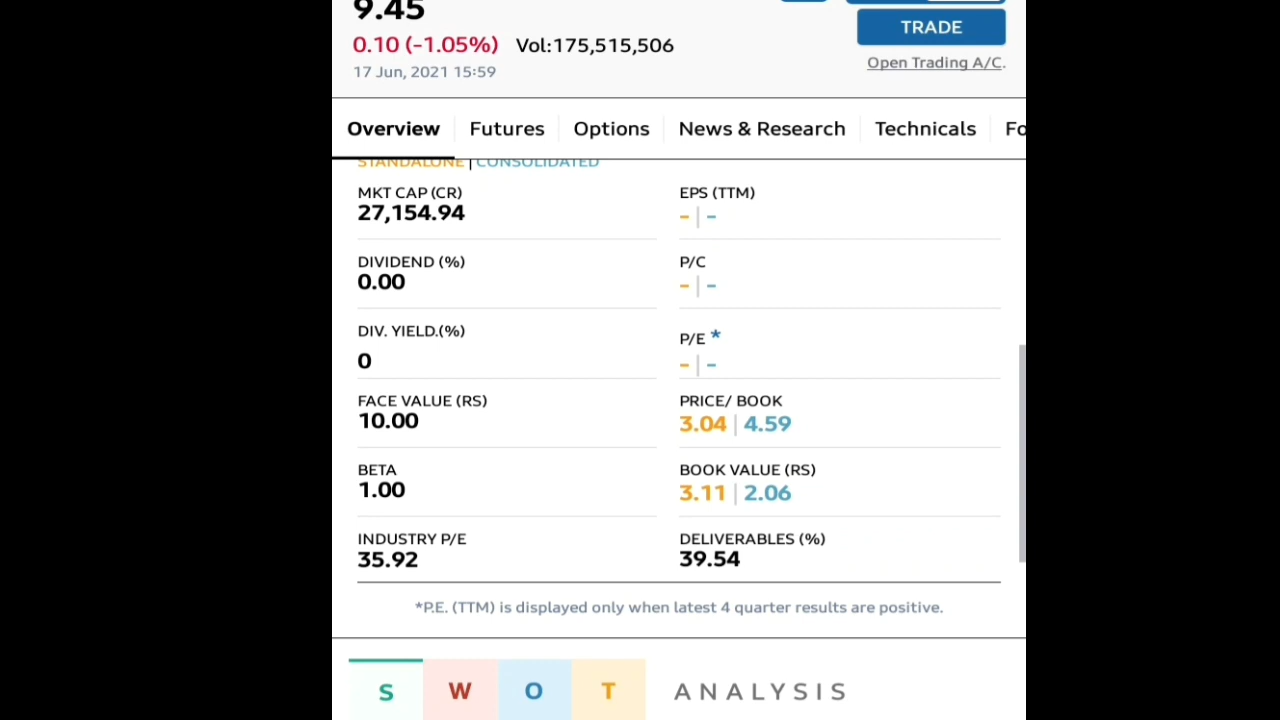 9.45
TRADE
0.10 (-1.05%) Vol:175,515,506
Open Trading A/C.
17 Jun, 2021 15:59
Overview Futures Options News & Research Technicals Fo
STANDALONE | CONSOLIDATED
MKT CAP (CR) EPS (TTM)
27,154.94 - | -
DIVIDEND (%) P/C
0.00 - | -
DIV. YIELD.(%) P/E *
0 - | -
FACE VALUE (RS) PRICE/ BOOK
10.00 3.04 | 4.59
BETA BOOK VALUE (RS)
1.00 3.11 | 2.06
INDUSTRY P/E DELIVERABLES (%)
35.92 39.54
*P.E. (TTM) is displayed only when latest 4 quarter results are positive.
S W O T ANALYSIS